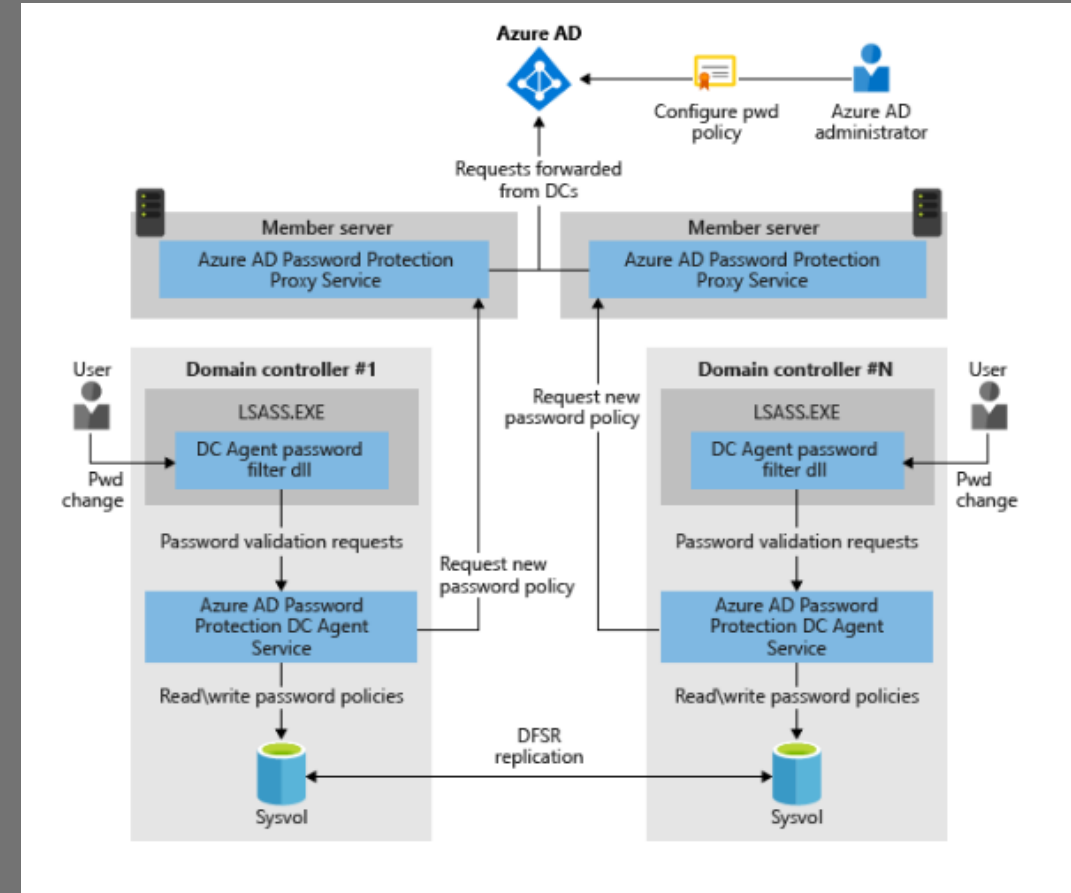 Azure AD
Configure pwd
policy
Azure AD
administrator
Requests forwarded
from DCs
Member server
Azure AD Password Protection
Proxy Service
Member server
Azure AD Password Protection
Proxy Service
User
Domain controller #1
LSASS.EXE
DC Agent password
filter dll
Pwd
change
Password validation requests
Request new
password policy
Azure AD Password
Protection DC Agent
Service
Read\write password policies
Sysvol
DFSR
replication
Request new
password policy
Domain controller #N
User
LSASS.EXE
DC Agent password
filter dll
Pwd
change
Password validation requests
Azure AD Password
Protection DC Agent
Service
Read\write password policies
Sysvol